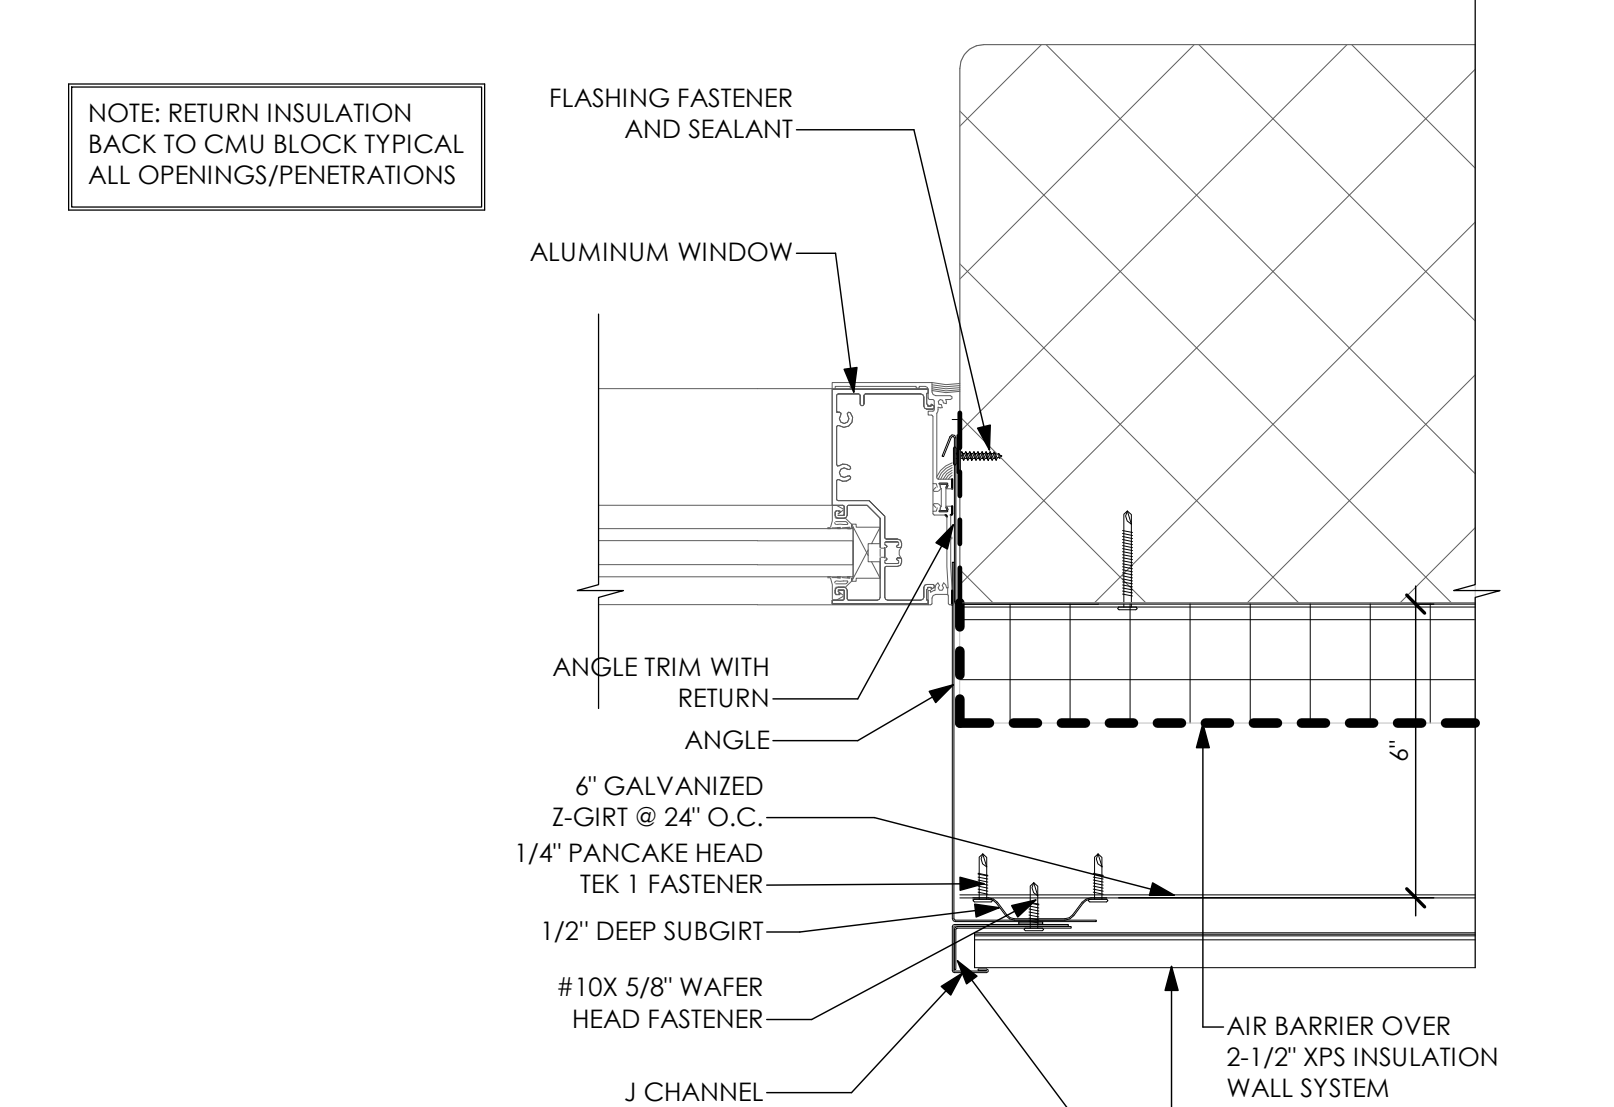 NOTE: RETURN INSULATION
BACK TO CMU BLOCK TYPICAL
ALL OPENINGS/PENETRATIONS
FLASHING FASTENER
AND SEALANT
ALUMINUM WINDOW
ANGLE TRIM WITH
RETURN
ANGLE
6" GALVANIZED
Z-GIRT @ 24" O.C.
1/4" PANCAKE HEAD
TEK 1 FASTENER
1/2" DEEP SUBGIRT
#10X 5/8" WAFER
HEAD FASTENER
J CHANNEL
6"
AIR BARRIER OVER
2-1/2" XPS INSULATION
WALL SYSTEM